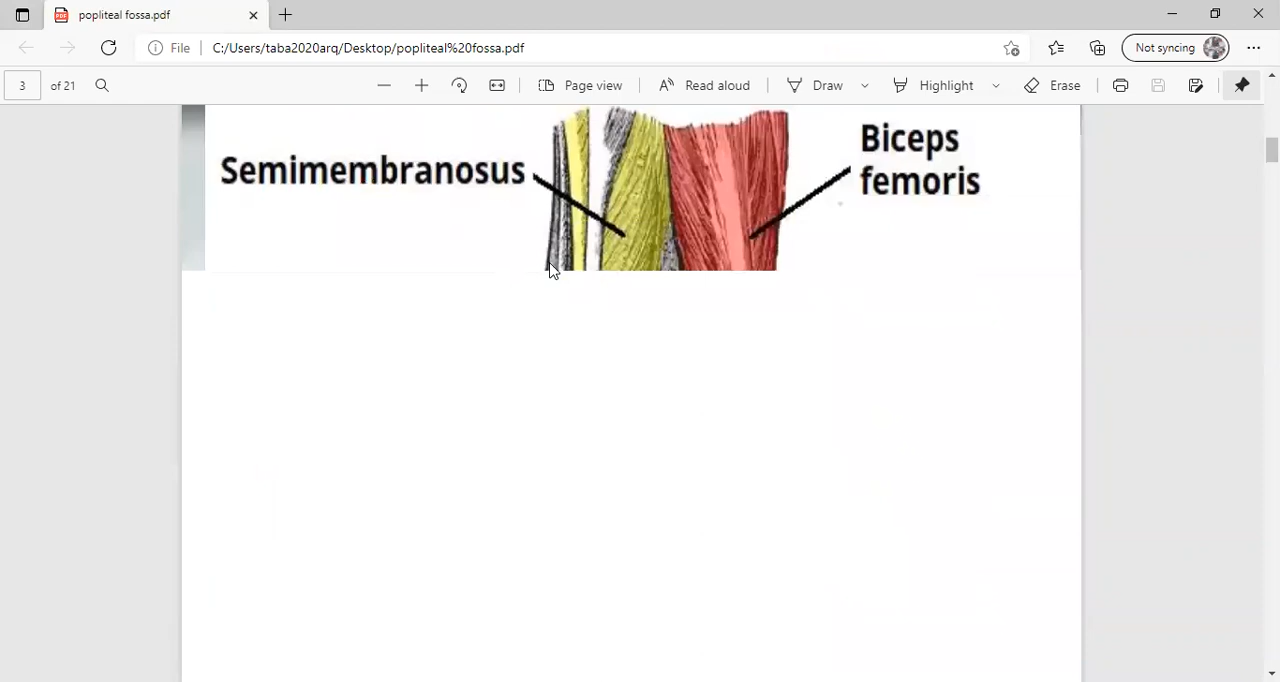 popliteal fossa.pdf
File C:/Users/taba2020arq/Desktop/popliteal%20fossa.pdf Not syncing
3 of 21 Page view Read aloud Draw Highlight Erase
Semimembranosus
Biceps
femoris